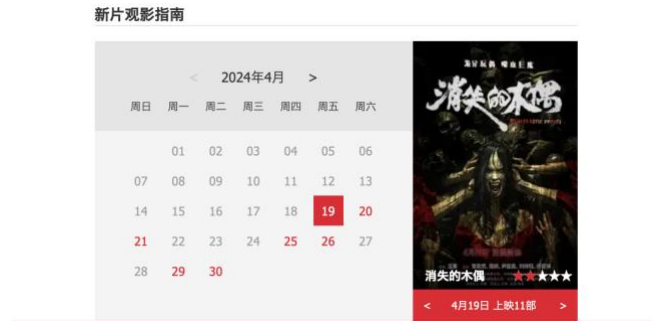 新片观影指南
< 2024年4月 >
周日 周一 周二 周三 周四 周五 周六
01 02 03 04 05 06
07 08 09 10 11 12 13
14 15 16 17 18 19 20
21 22 23 24 25 26 27
28 29 30
消失的木偶
消失的木偶
< 4月19日 上映11部 >